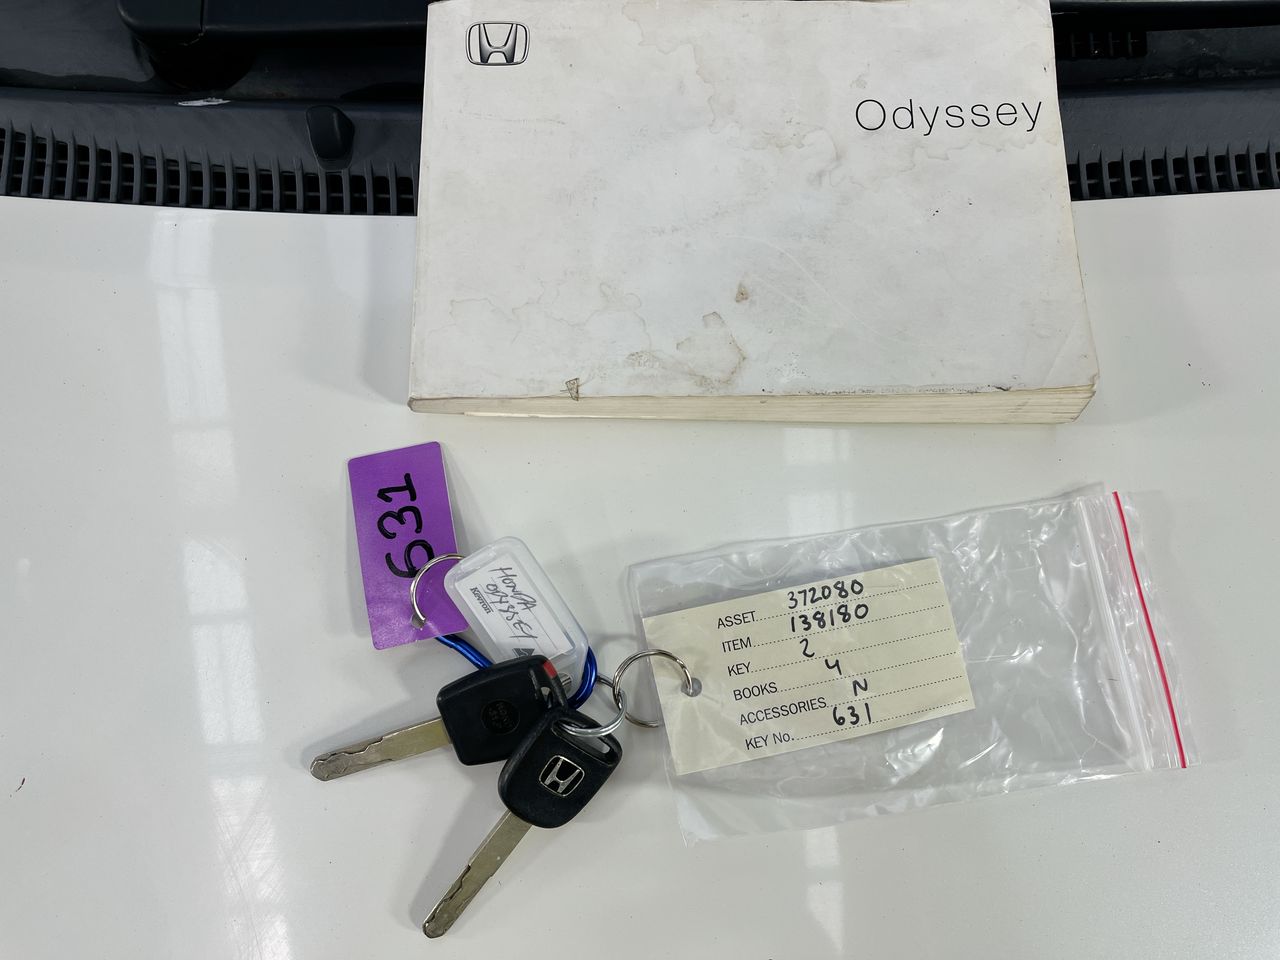 Odyssey
631
HONDA
ODYSSEY
ASSET 372080
ITEM 138180
KEY 2
BOOKS 4
ACCESSORIES N
KEY No. 631